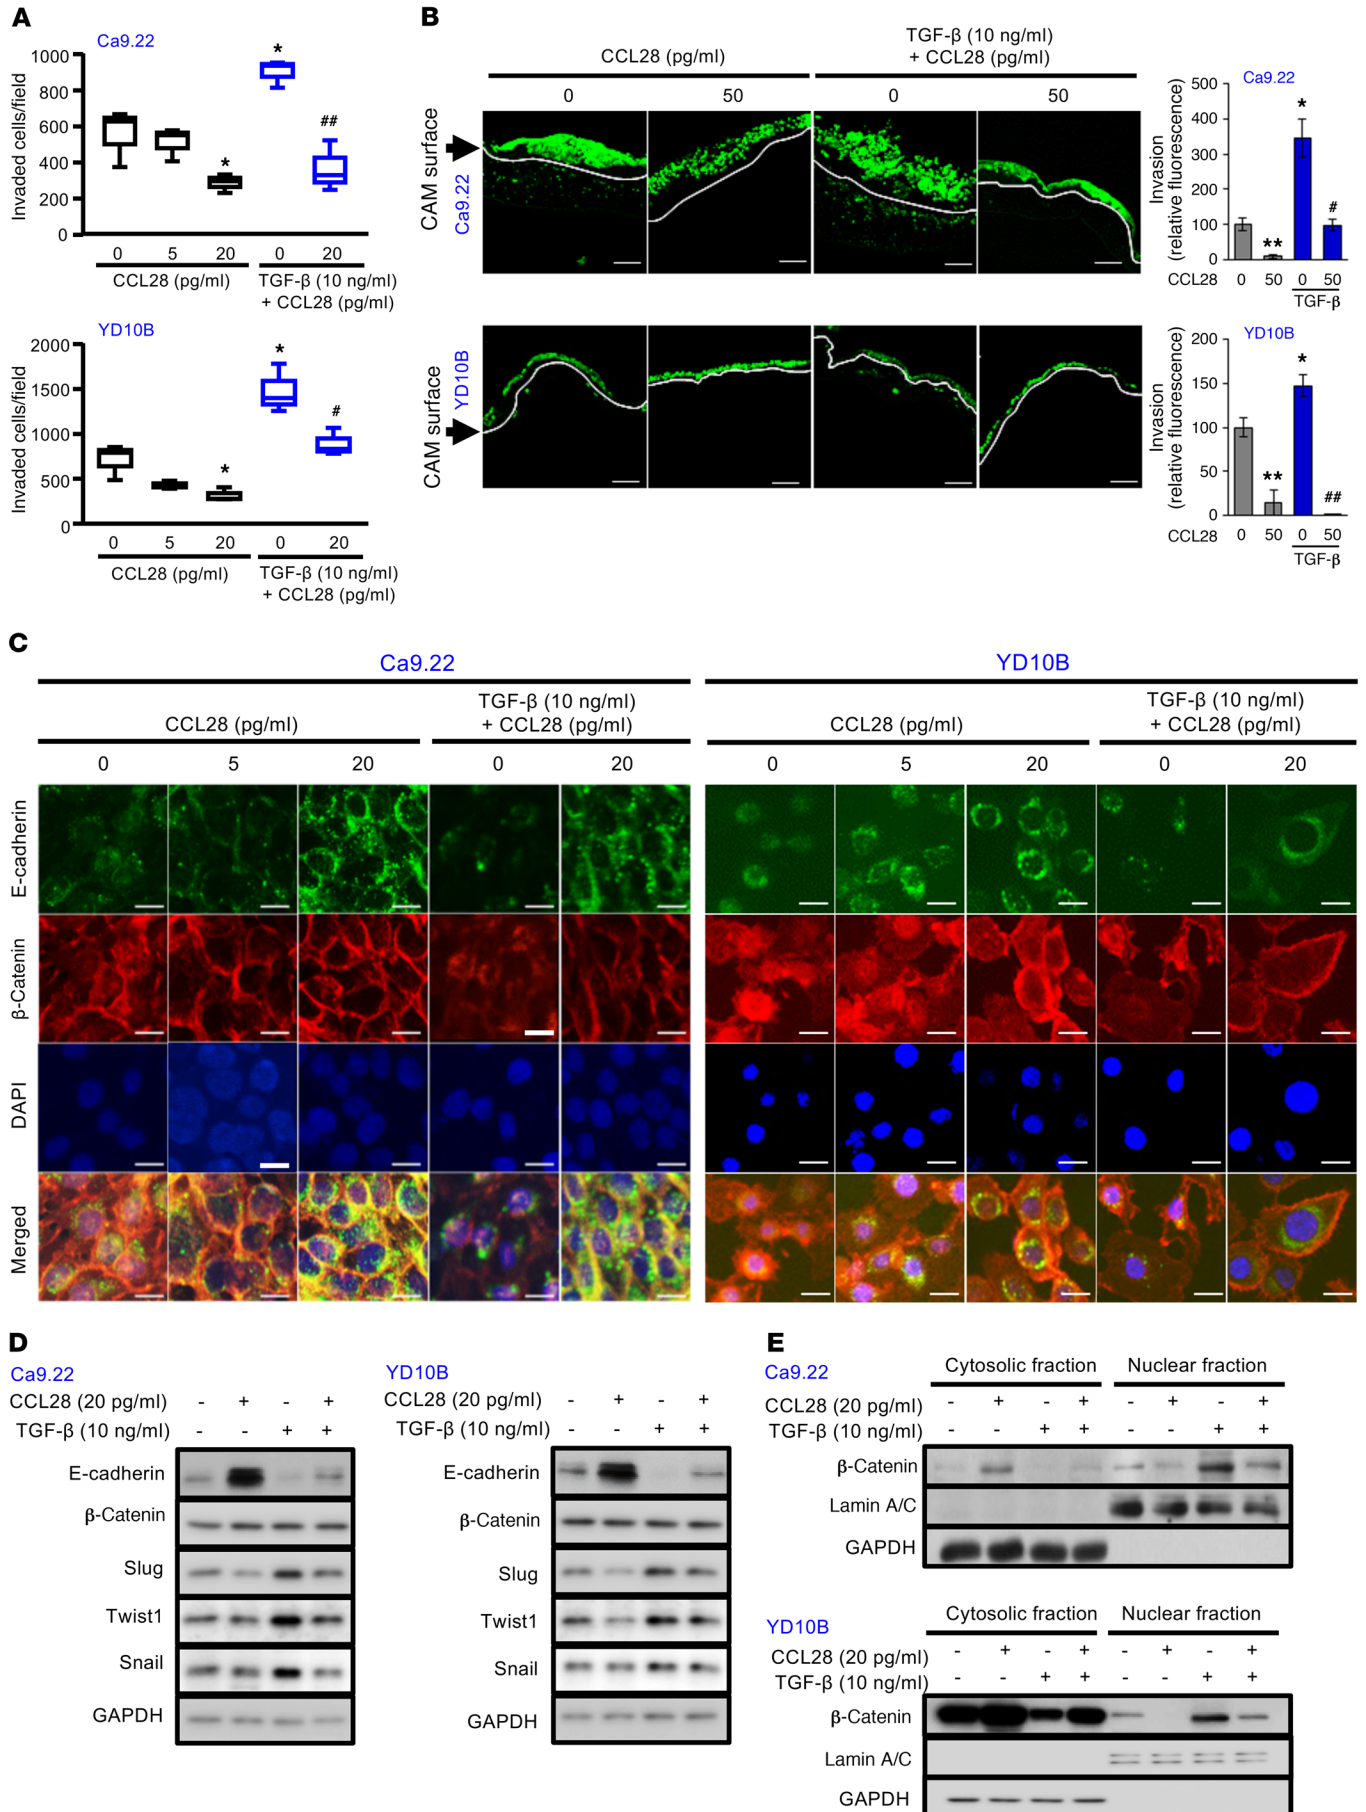 A
Ca9.22
Invaded cells/field
1000
800
600
400
200
0
*
*
##
0 5 20 0 20
CCL28 (pg/ml)
TGF-β (10 ng/ml)
+ CCL28 (pg/ml)
YD10B
Invaded cells/field
2000
1500
1000
500
0
*
*
#
0 5 20 0 20
CCL28 (pg/ml)
TGF-β (10 ng/ml)
+ CCL28 (pg/ml)
B
CCL28 (pg/ml)
TGF-β (10 ng/ml)
+ CCL28 (pg/ml)
0 50 0 50
CAM surface
Ca9.22
CAM surface
YD10B
Ca9.22
Invasion
(relative fluorescence)
500
400
300
200
100
0
**
*
#
CCL28 0 50 0 50
TGF-β
YD10B
Invasion
(relative fluorescence)
200
150
100
50
0
**
*
##
CCL28 0 50 0 50
TGF-β
C
Ca9.22
CCL28 (pg/ml)
TGF-β (10 ng/ml)
+ CCL28 (pg/ml)
0 5 20 0 20
YD10B
CCL28 (pg/ml)
TGF-β (10 ng/ml)
+ CCL28 (pg/ml)
0 5 20 0 20
E-cadherin
β-Catenin
DAPI
Merged
D
Ca9.22
CCL28 (20 pg/ml) - + - +
TGF-β (10 ng/ml) - - + +
E-cadherin
β-Catenin
Slug
Twist1
Snail
GAPDH
YD10B
CCL28 (20 pg/ml) - + - +
TGF-β (10 ng/ml) - - + +
E-cadherin
β-Catenin
Slug
Twist1
Snail
GAPDH
E
Ca9.22
Cytosolic fraction Nuclear fraction
CCL28 (20 pg/ml) - + - + - + - +
TGF-β (10 ng/ml) - - + + - - + +
β-Catenin
Lamin A/C
GAPDH
YD10B
Cytosolic fraction Nuclear fraction
CCL28 (20 pg/ml) - + - + - + - +
TGF-β (10 ng/ml) - - + + - - + +
β-Catenin
Lamin A/C
GAPDH